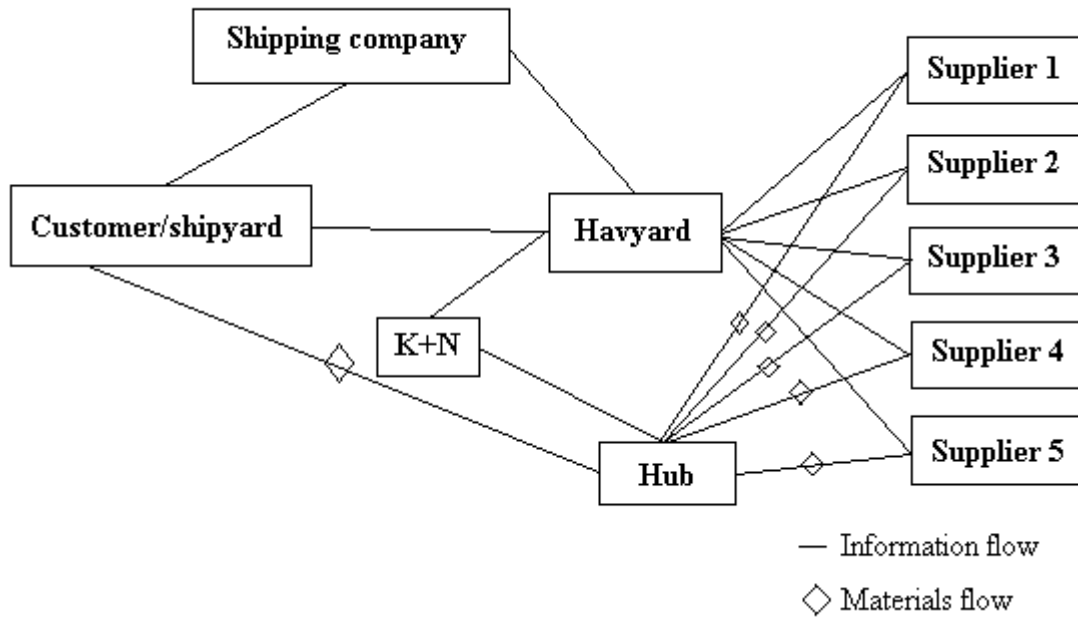 Shipping company
Supplier 1
Supplier 2
Customer/shipyard
Havyard
Supplier 3
K+N
Supplier 4
Hub
Supplier 5
Information flow
Materials flow